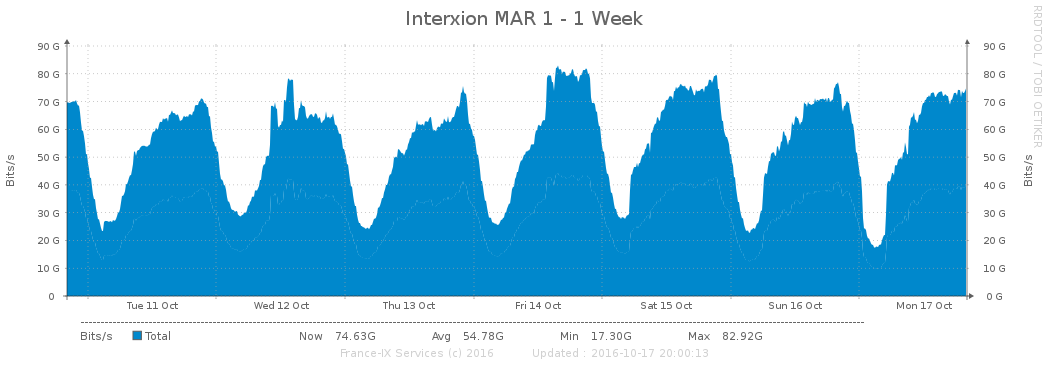 Interxion MAR 1 - 1 Week
RRDTOOL / TOBI OETIKER
Bits/s
90 G 90 G
80 G 80 G
70 G 70 G
60 G 60 G
50 G 50 G
40 G 40 G
30 G 30 G
20 G 20 G
10 G 10 G
0 0 G
Bits/s
Tue 11 Oct Wed 12 Oct Thu 13 Oct Fri 14 Oct Sat 15 Oct Sun 16 Oct Mon 17 Oct
Bits/s Total Now 74.63G Avg 54.78G Min 17.30G Max 82.92G
France-IX Services (c) 2016 Updated : 2016-10-17 20:00:13